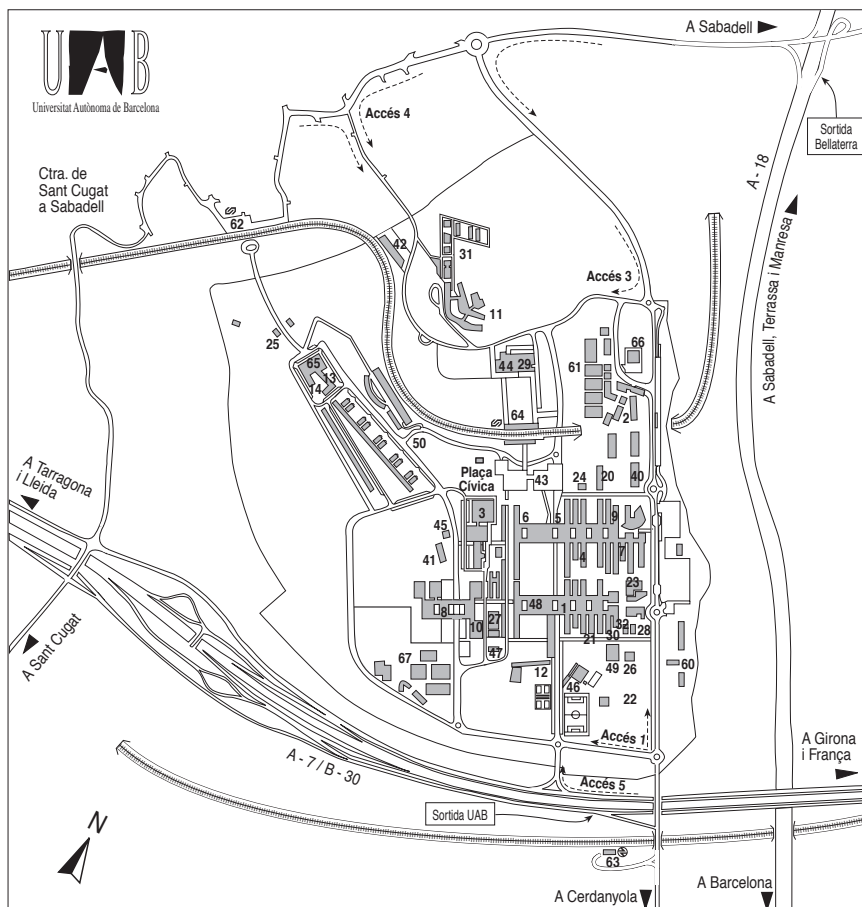 A Sabadell
UAB
Universitat Autònoma de Barcelona
Accés 4
Sortida
Bellaterra
A - 18
Ctra. de
Sant Cugat
a Sabadell
A Sabadell, Terrassa i Manresa
62
42
31
Accés 3
11
25
66
65
13
14
44
29
61
2
64
50
Plaça
Cívica
43
24
20
40
A Tarragona
i Lleida
3
6
5
9
45
41
4
7
23
8
48
1
10
27
32
28
21
30
47
A Sant Cugat
67
12
49
26
60
46
22
Accés 1
A Girona
i França
A - 7 / B - 30
Accés 5
Sortida UAB
N
63
A Cerdanyola
A Barcelona